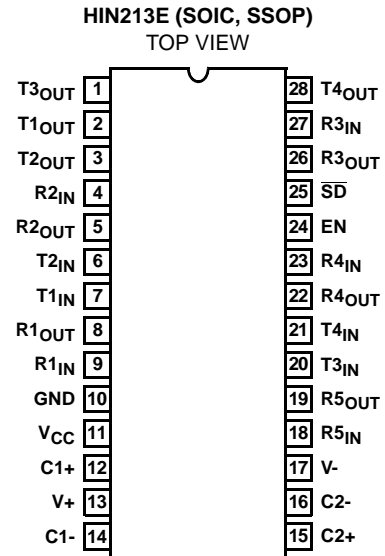 HIN213E (SOIC, SSOP)
TOP VIEW
T3OUT 1 28 T4OUT
T1OUT 2 27 R3IN
T2OUT 3 26 R3OUT
R2IN 4 25 S̅D̅
R2OUT 5 24 EN
T2IN 6 23 R4IN
T1IN 7 22 R4OUT
R1OUT 8 21 T4IN
R1IN 9 20 T3IN
GND 10 19 R5OUT
VCC 11 18 R5IN
C1+ 12 17 V-
V+ 13 16 C2-
C1- 14 15 C2+